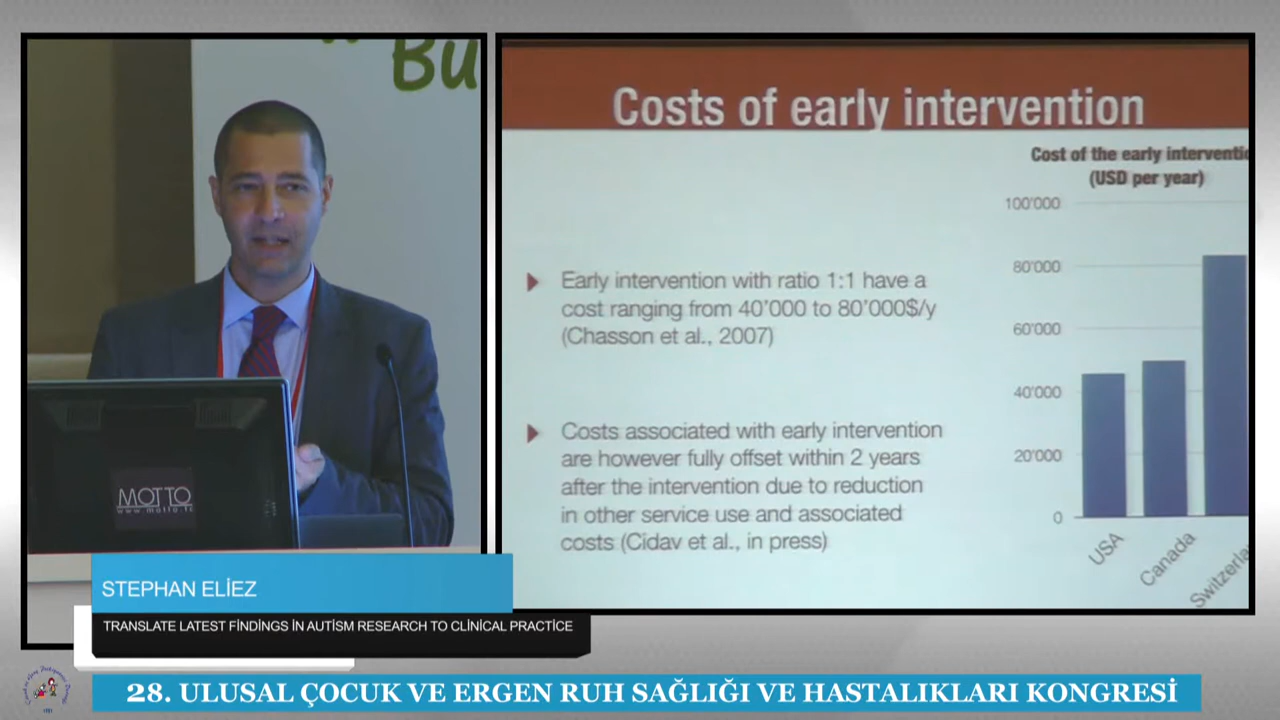 Bu
Costs of early intervention
Cost of the early interventio
(USD per year)
100'000
80'000
60'000
40'000
20'000
0
USA
Canada
Switzerla
Early intervention with ratio 1:1 have a
cost ranging from 40'000 to 80'000$/y
(Chasson et al., 2007)
Costs associated with early intervention
are however fully offset within 2 years
after the intervention due to reduction
in other service use and associated
costs (Cidav et al., in press)
MOTTO
www.motto.tc
STEPHAN ELİEZ
TRANSLATE LATEST FİNDİNGS İN AUTİSM RESEARCH TO CLİNİCAL PRACTİCE
28. ULUSAL ÇOCUK VE ERGEN RUH SAĞLIĞI VE HASTALIKLARI KONGRESİ